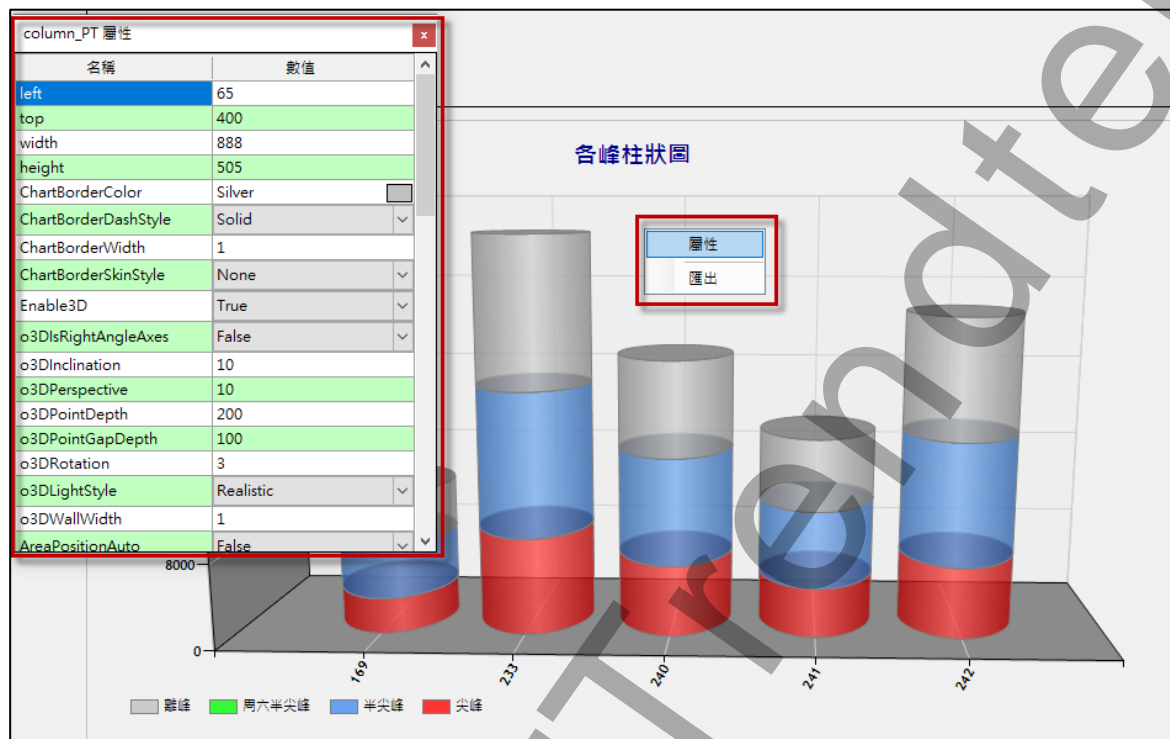 column_PT 屬性
x
名稱 數值
left 65
top 400
width 888
height 505
ChartBorderColor Silver
ChartBorderDashStyle Solid
ChartBorderWidth 1
ChartBorderSkinStyle None
Enable3D True
o3DIsRightAngleAxes False
o3DInclination 10
o3DPerspective 10
o3DPointDepth 200
o3DPointGapDepth 100
o3DRotation 3
o3DLightStyle Realistic
o3DWallWidth 1
AreaPositionAuto False
各峰柱狀圖
屬性
匯出
8000
0
169 233 240 241 242
離峰 周六半尖峰 半尖峰 尖峰
Trendte